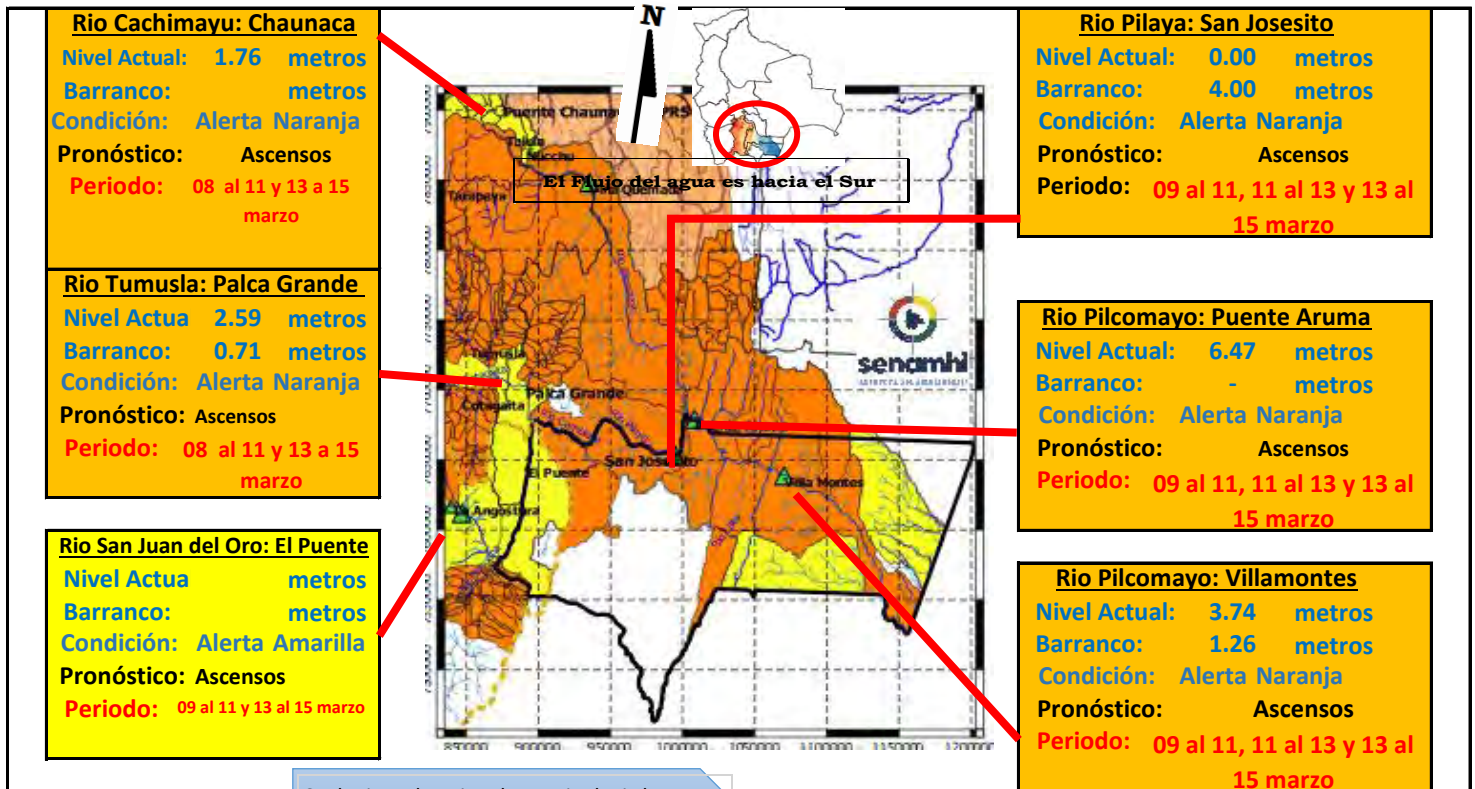 Rio Cachimayu: Chaunaca
Nivel Actual: 1.76 metros
Barranco: metros
Condición: Alerta Naranja
Pronóstico: Ascensos
Periodo: 08 al 11 y 13 a 15
marzo
Rio Tumusla: Palca Grande
Nivel Actua 2.59 metros
Barranco: 0.71 metros
Condición: Alerta Naranja
Pronóstico: Ascensos
Periodo: 08 al 11 y 13 a 15
marzo
Rio San Juan del Oro: El Puente
Nivel Actua metros
Barranco: metros
Condición: Alerta Amarilla
Pronóstico: Ascensos
Periodo: 09 al 11 y 13 al 15 marzo
N
El Flujo del agua es hacia el Sur
Puente Chauna
Tarapaya
Tumusla
Cotagaita
Palca Grande
El Puente
San Josesito
Villa Montes
La Angostura
senamhi
850000 900000 950000 1000000 1050000 1100000 1150000 1200000
Rio Pilaya: San Josesito
Nivel Actual: 0.00 metros
Barranco: 4.00 metros
Condición: Alerta Naranja
Pronóstico: Ascensos
Periodo: 09 al 11, 11 al 13 y 13 al
15 marzo
Rio Pilcomayo: Puente Aruma
Nivel Actual: 6.47 metros
Barranco: - metros
Condición: Alerta Naranja
Pronóstico: Ascensos
Periodo: 09 al 11, 11 al 13 y 13 al
15 marzo
Rio Pilcomayo: Villamontes
Nivel Actual: 3.74 metros
Barranco: 1.26 metros
Condición: Alerta Naranja
Pronóstico: Ascensos
Periodo: 09 al 11, 11 al 13 y 13 al
15 marzo